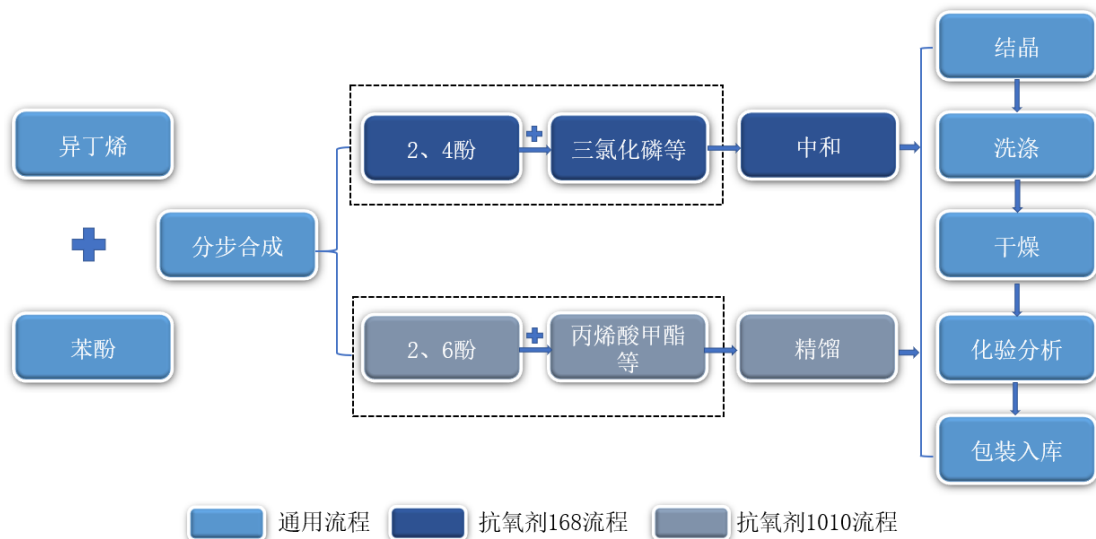 异丁烯
苯酚
分步合成
2、4酚
三氯化磷等
中和
2、6酚
丙烯酸甲酯
等
精馏
结晶
洗涤
干燥
化验分析
包装入库
通用流程
抗氧剂168流程
抗氧剂1010流程